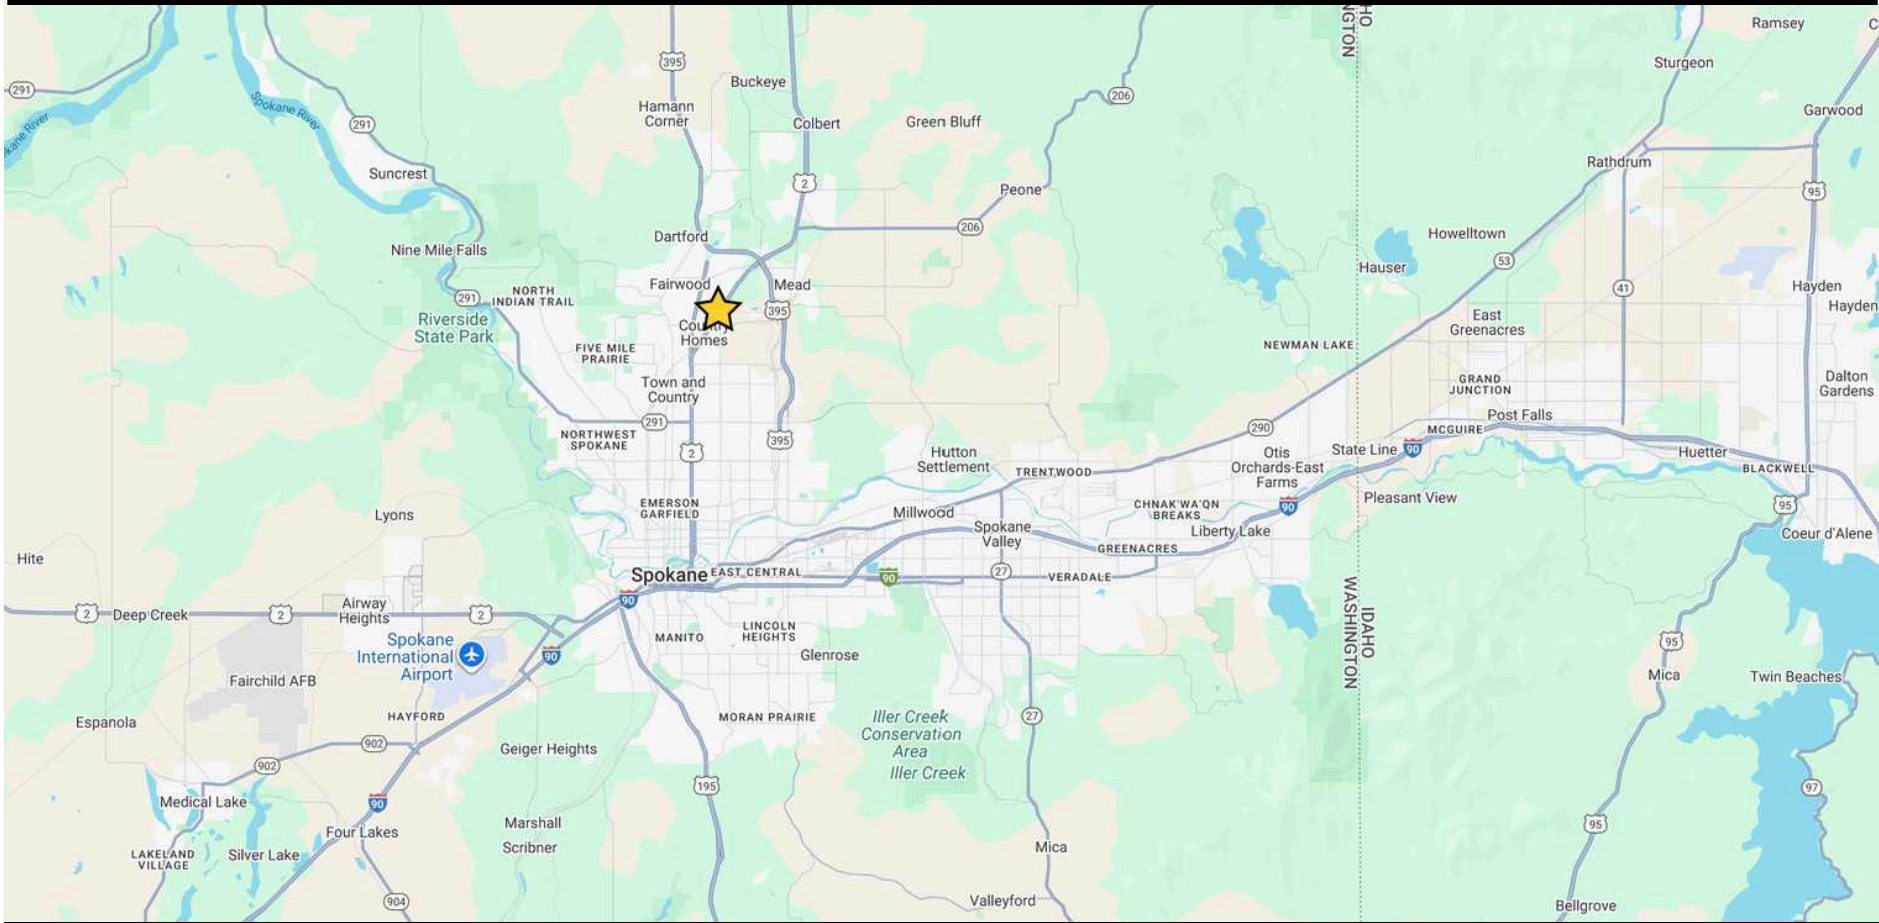 HO
NGTON
Ramsey
C
395
Buckeye
Sturgeon
291
206
Spokane River
Hamann
Corner
Colbert
Green Bluff
Garwood
291
kane River
Suncrest
Rathdrum
2
Peone
95
206
Dartford
Howelltown
Nine Mile Falls
53
Hauser
Fairwood
Mead
41
Hayden
NORTH
INDIAN TRAIL
291
Hayden
395
Riverside
State Park
East
Greenacres
Country
Homes
FIVE MILE
PRAIRIE
NEWMAN LAKE
Town and
Country
GRAND
JUNCTION
Dalton
Gardens
Post Falls
291
290
MCGUIRE
NORTHWEST
SPOKANE
395
2
State Line
90
Huetter
Hutton
Settlement
Otis
Orchards-East
Farms
TRENTWOOD
BLACKWELL
Pleasant View
EMERSON
GARFIELD
CHNAK'WA'QN
BREAKS
90
95
Lyons
Millwood
Spokane
Valley
Liberty Lake
Coeur d'Alene
GREENACRES
Hite
Spokane
EAST CENTRAL
90
27
VERADALE
90
2
Deep Creek
2
Airway
Heights
2
IDAHO
WASHINGTON
MANITO
LINCOLN
HEIGHTS
95
Spokane
International
Airport
90
Glenrose
Fairchild AFB
Mica
Twin Beaches
Espanola
HAYFORD
MORAN PRAIRIE
27
Iller Creek
Conservation
Area
Iller Creek
902
Geiger Heights
902
195
97
Medical Lake
90
Marshall
95
Four Lakes
Scribner
Mica
LAKELAND
VILLAGE
Silver Lake
904
Valleyford
Bellgrove